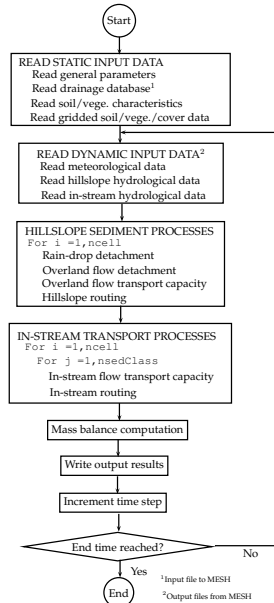 Start
READ STATIC INPUT DATA
Read general parameters
Read drainage database¹
Read soil/vege. characteristics
Read gridded soil/vege./cover data
READ DYNAMIC INPUT DATA²
Read meteorological data
Read hillslope hydrological data
Read in-stream hydrological data
HILLSLOPE SEDIMENT PROCESSES
For i =1,ncell
Rain-drop detachment
Overland flow detachment
Overland flow transport capacity
Hillslope routing
IN-STREAM TRANSPORT PROCESSES
For i =1,ncell
For j =1,nsedClass
In-stream flow transport capacity
In-stream routing
Mass balance computation
Write output results
Increment time step
End time reached?
No
Yes
End
¹Input file to MESH
²Output files from MESH